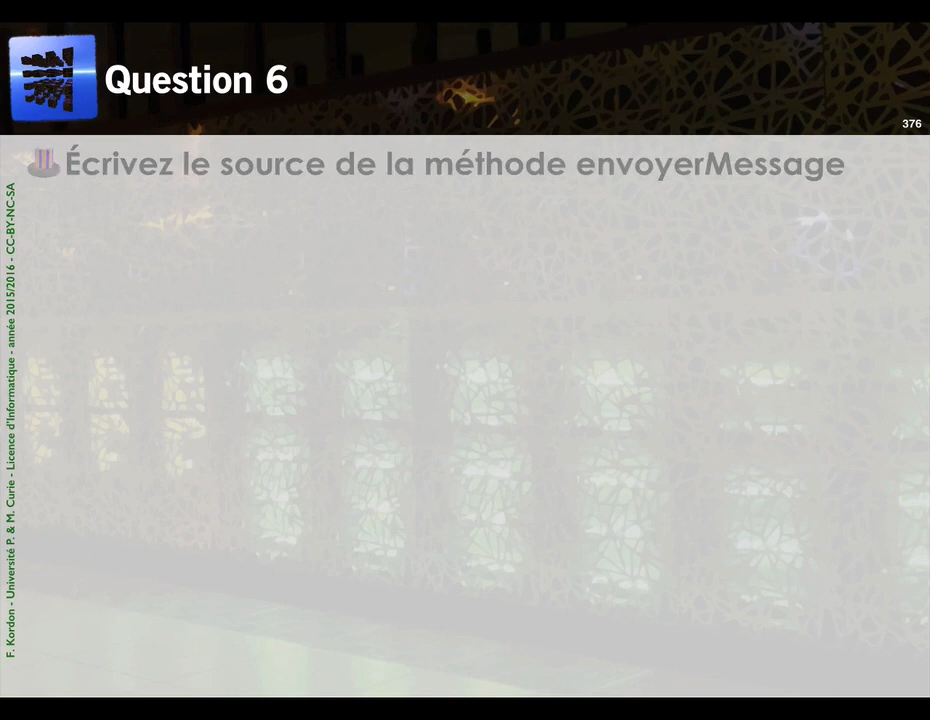 Question 6
376
Écrivez le source de la méthode envoyerMessage
F. Kordon - Université P. & M. Curie - Licence d'Informatique - année 2015/2016 - CC-BY-NC-SA